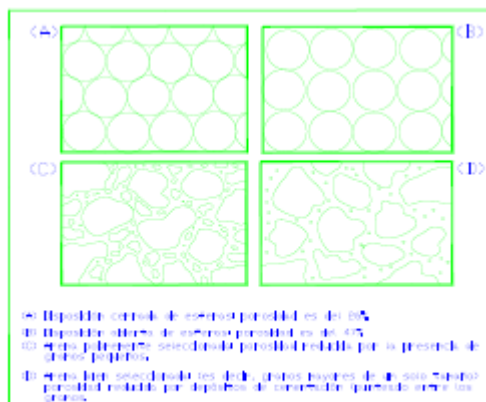 (A)
(B)
(C)
(D)
(A) Disposición cerrada de esferas: porosidad es del 26%
(B) Disposición abierta de esferas: porosidad es del 47%
(C) Arena pobremente seleccionada: porosidad reducida por la presencia de
granos pequeños.
(D) Arena bien seleccionada (es decir, granos mayores de un solo tamaño)
porosidad reducida por depósitos de cementación entre los
granos.